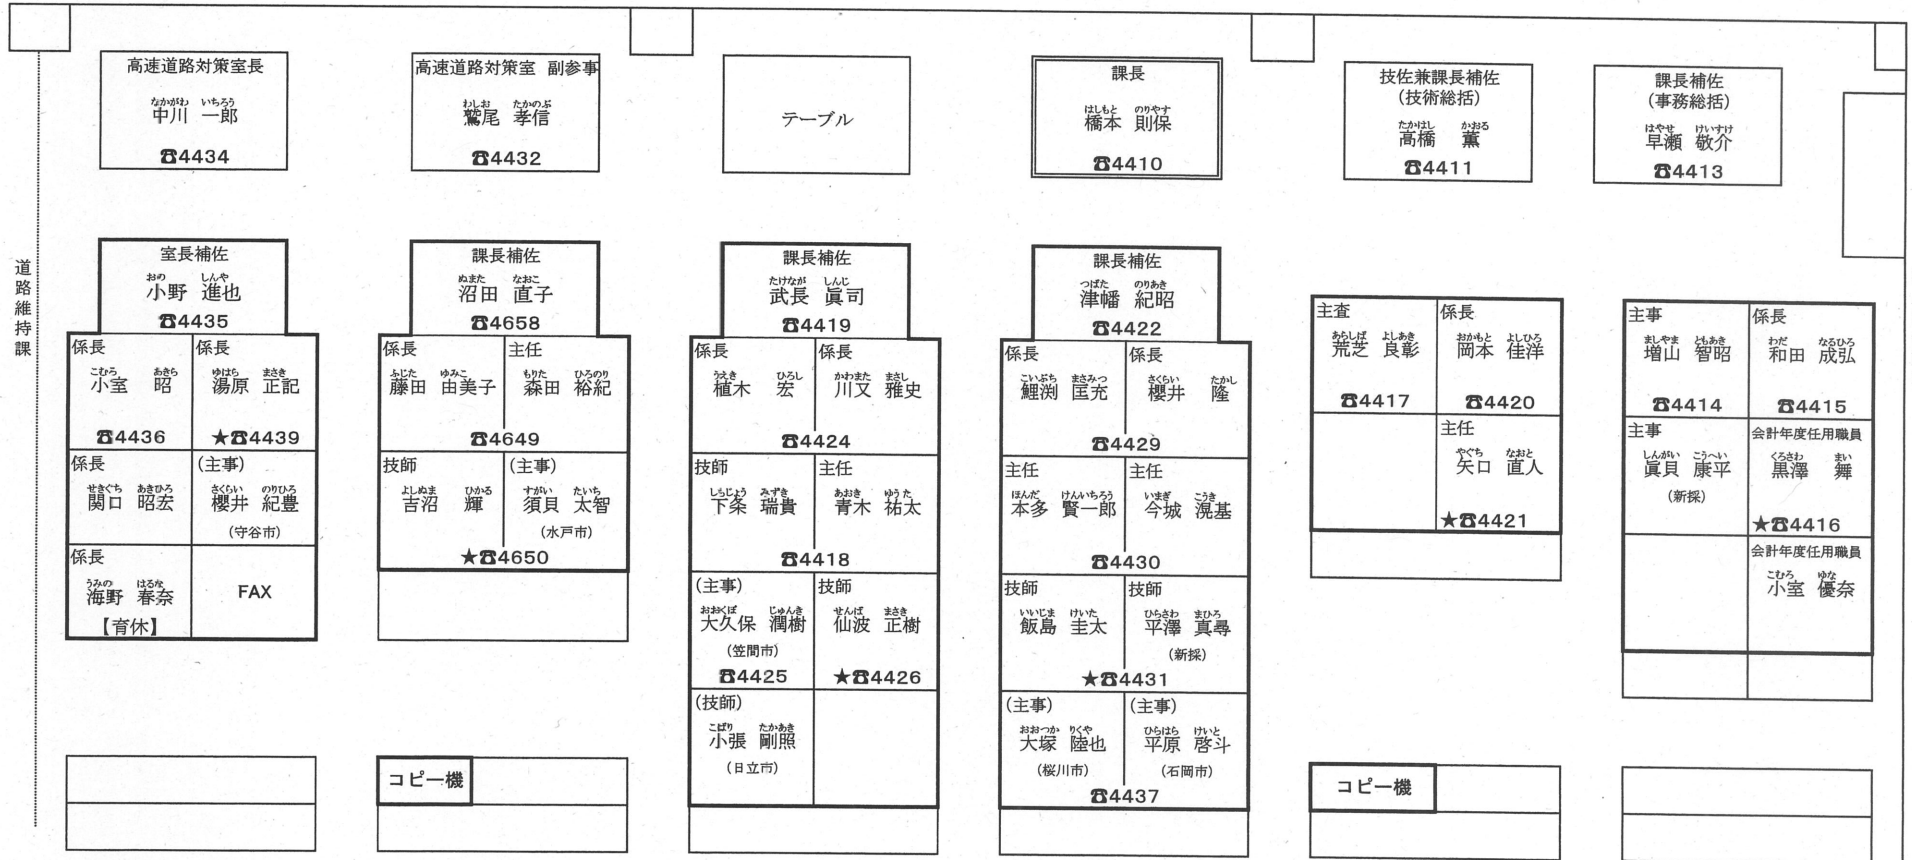 道路維持課
高速道路対策室長
なかがわ いちろう
中川 一郎
☎4434
高速道路対策室 副参事
わしお たかのぶ
鷲尾 孝信
☎4432
テーブル
課長
はしもと のりやす
橋本 則保
☎4410
技佐兼課長補佐
(技術総括)
たかはし かおる
高橋 薫
☎4411
課長補佐
(事務総括)
はやせ けいすけ
早瀬 敬介
☎4413
室長補佐
おの しんや
小野 進也
☎4435
係長
こむろ あきら
小室 昭
☎4436
係長
ゆはら まさき
湯原 正記
★☎4439
係長
せきぐち あきひろ
関口 昭宏
(主事)
さくらい のりひろ
櫻井 紀豊
(守谷市)
係長
うみの はるな
海野 春奈
【育休】
FAX
課長補佐
ぬまた なおこ
沼田 直子
☎4658
係長
ふじた ゆみこ
藤田 由美子
主任
もりた ひろのり
森田 裕紀
☎4649
技師
よしぬま ひかる
吉沼 輝
(主事)
すがい たいち
須貝 太智
(水戸市)
★☎4650
コピー機
課長補佐
たけなが しんじ
武長 眞司
☎4419
係長
うえき ひろし
植木 宏
係長
かわまた まさし
川又 雅史
☎4424
技師
しもじょう みずき
下条 瑞貴
主任
あおき ゆうた
青木 祐太
☎4418
(主事)
おおくぼ じゅんき
大久保 潤樹
(笠間市)
☎4425
技師
せんば まさき
仙波 正樹
★☎4426
(技師)
こばり たかあき
小張 剛照
(日立市)
課長補佐
つばた のりあき
津幡 紀昭
☎4422
係長
こいぶち まさみつ
鯉渕 匡充
係長
さくらい たかし
櫻井 隆
☎4429
主任
ほんだ けんいちろう
本多 賢一郎
主任
いまぎ こうき
今城 滉基
☎4430
技師
いいじま けいた
飯島 圭太
技師
ひらさわ まひろ
平澤 真尋
(新採)
★☎4431
(主事)
おおつか りくや
大塚 陸也
(桜川市)
(主事)
ひらはら けいと
平原 啓斗
(石岡市)
☎4437
主査
あらしば よしあき
荒芝 良彰
☎4417
係長
おかもと よしひろ
岡本 佳洋
☎4420
主任
やぐち なおと
矢口 直人
★☎4421
コピー機
主事
ましやま ともあき
増山 智昭
☎4414
係長
わだ なるひろ
和田 成弘
☎4415
主事
しんがい こうへい
眞貝 康平
(新採)
会計年度任用職員
くろさわ まい
黒澤 舞
★☎4416
会計年度任用職員
こむろ ゆな
小室 優奈